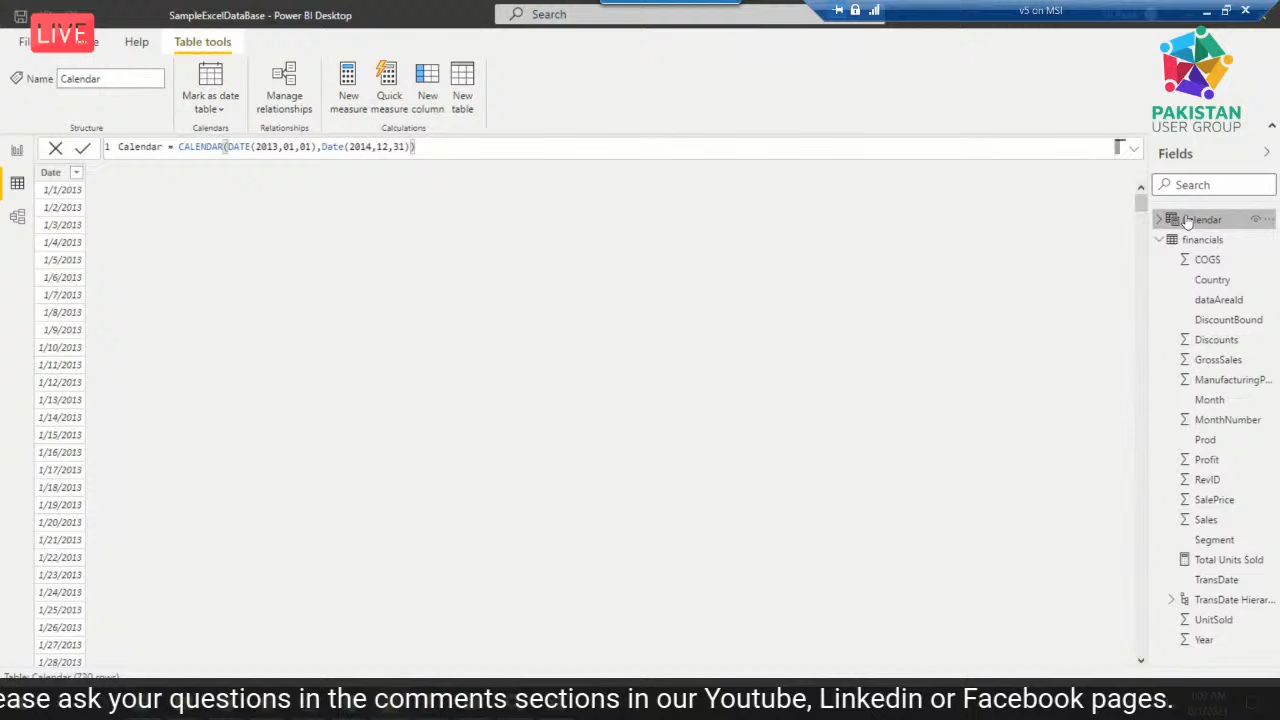 SampleExcelDataBase - Power BI Desktop
Search
v5 on MSI
LIVE
Help
Table tools
Name
Calendar
Mark as date
table
Manage
relationships
New
measure
Quick
measure
New
column
New
table
Structure
Calendars
Relationships
Calculations
PAKISTAN
USER GROUP
1 Calendar = CALENDAR(DATE(2013,01,01),Date(2014,12,31))
Fields
Search
Date
1/1/2013
1/2/2013
1/3/2013
1/4/2013
1/5/2013
1/6/2013
1/7/2013
1/8/2013
1/9/2013
1/10/2013
1/11/2013
1/12/2013
1/13/2013
1/14/2013
1/15/2013
1/16/2013
1/17/2013
1/18/2013
1/19/2013
1/20/2013
1/21/2013
1/22/2013
1/23/2013
1/24/2013
1/25/2013
1/26/2013
1/27/2013
1/28/2013
Calendar
financials
COGS
Country
dataAreaId
DiscountBound
Discounts
GrossSales
ManufacturingP...
Month
MonthNumber
Prod
Profit
RevID
SalePrice
Sales
Segment
Total Units Sold
TransDate
TransDate Hierar...
UnitSold
Year
Table: Calendar (730 rows)
ease ask your questions in the comments sections in our Youtube, Linkedin or Facebook pages.